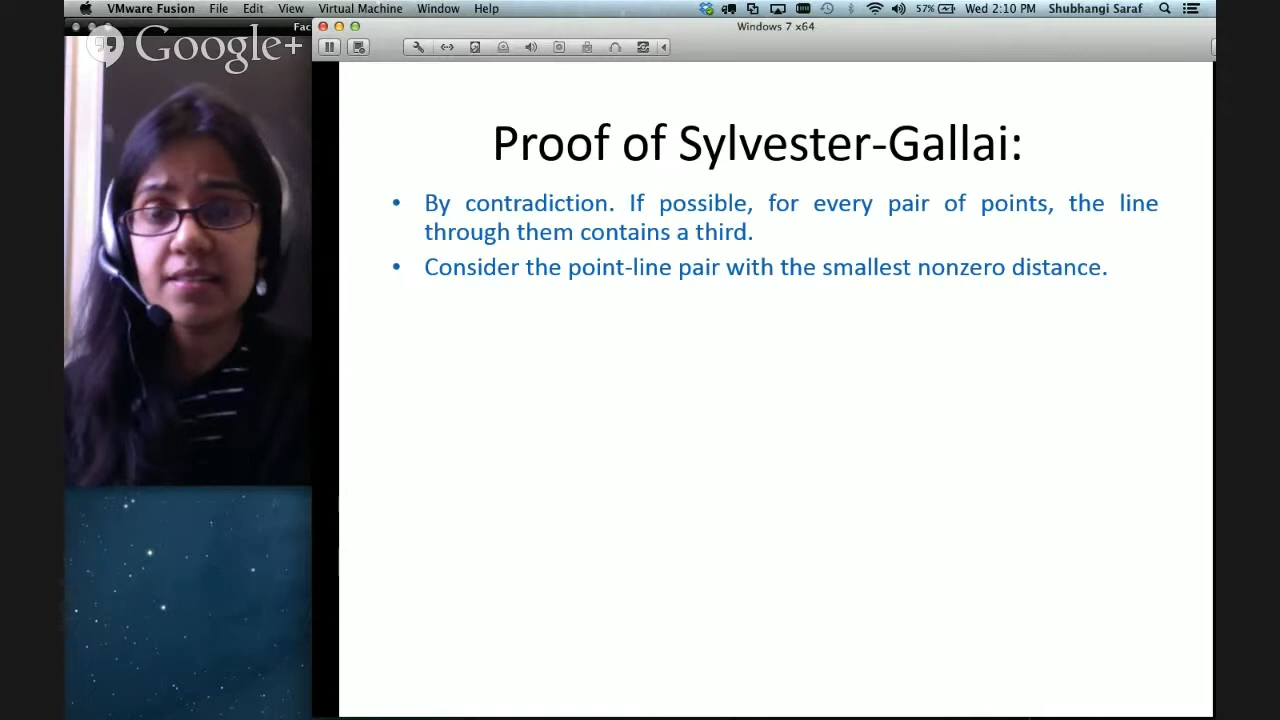 VMware Fusion File Edit View Virtual Machine Window Help 57% Wed 2:10 PM Shubhangi Saraf
Fac
Windows 7 x64
Google+
Proof of Sylvester-Gallai:
• By contradiction. If possible, for every pair of points, the line
through them contains a third.
• Consider the point-line pair with the smallest nonzero distance.